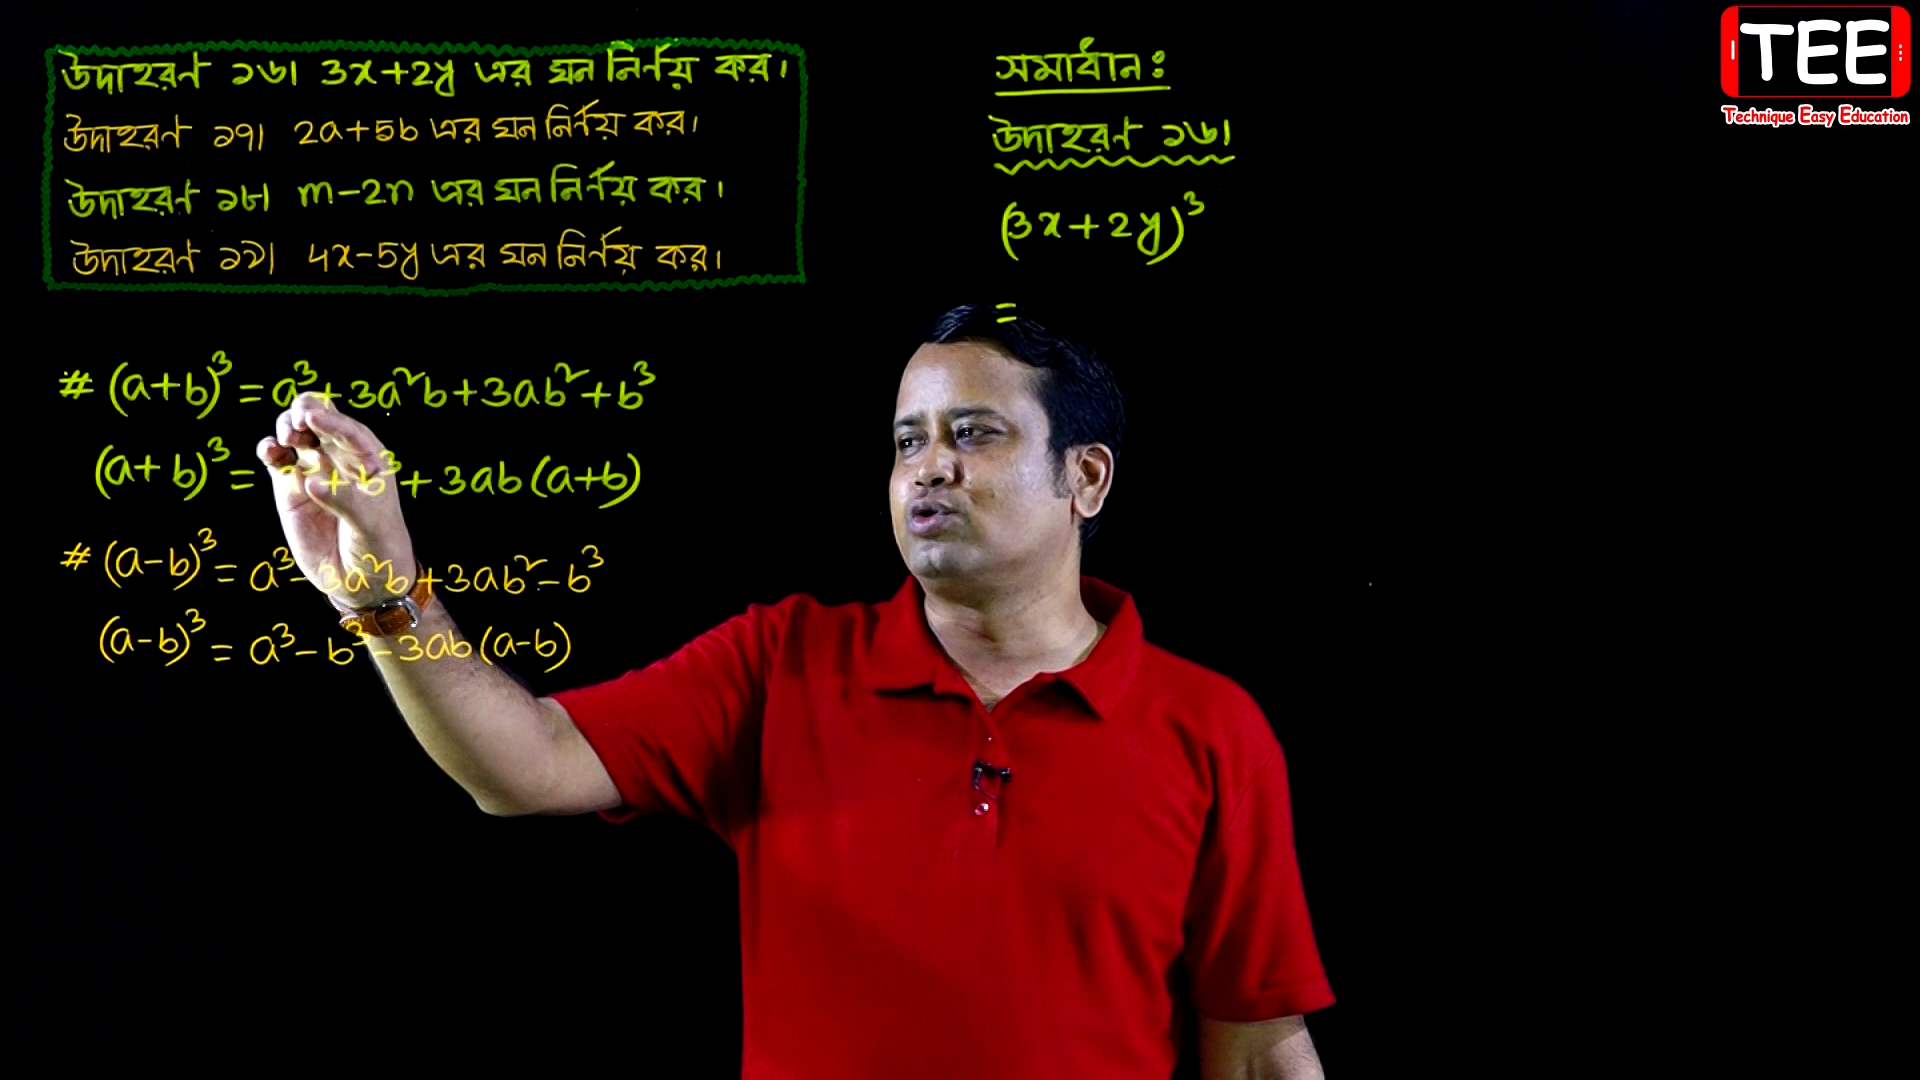 উদাহরণ ১৬। 3x+2y এর ঘন নির্ণয় কর।
উদাহরণ ১৭। 2a+5b এর ঘন নির্ণয় কর।
উদাহরণ ১৮। m-2n এর ঘন নির্ণয় কর।
উদাহরণ ১৯। 4x-5y এর ঘন নির্ণয় কর।
# (a+b)³ = a³+3a²b+3ab²+b³
(a+b)³ = a³+b³+3ab(a+b)
# (a-b)³ = a³-3a²b+3ab²-b³
(a-b)³ = a³-b³-3ab(a-b)
সমাধান:
উদাহরণ ১৬।
(3x+2y)³
=
TEE
Technique Easy Education